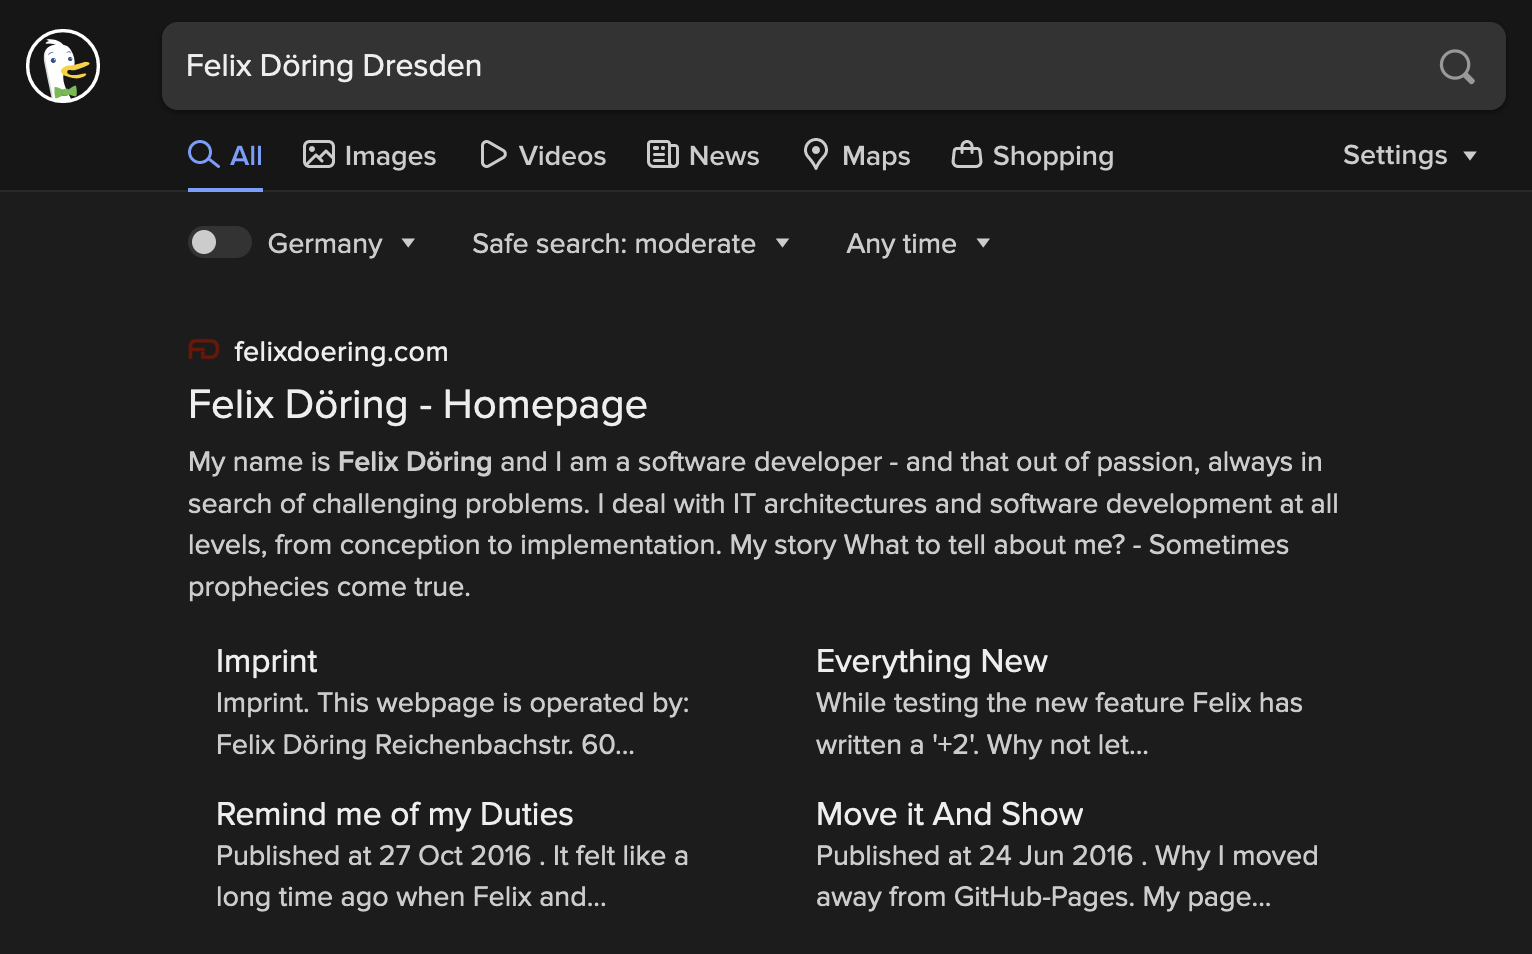 Felix Döring Dresden
All Images Videos News Maps Shopping Settings
Germany Safe search: moderate Any time
felixdoering.com
Felix Döring - Homepage
My name is Felix Döring and I am a software developer - and that out of passion, always in
search of challenging problems. I deal with IT architectures and software development at all
levels, from conception to implementation. My story What to tell about me? - Sometimes
prophecies come true.
Imprint
Imprint. This webpage is operated by:
Felix Döring Reichenbachstr. 60...
Everything New
While testing the new feature Felix has
written a '+2'. Why not let...
Remind me of my Duties
Published at 27 Oct 2016 . It felt like a
long time ago when Felix and...
Move it And Show
Published at 24 Jun 2016 . Why I moved
away from GitHub-Pages. My page...